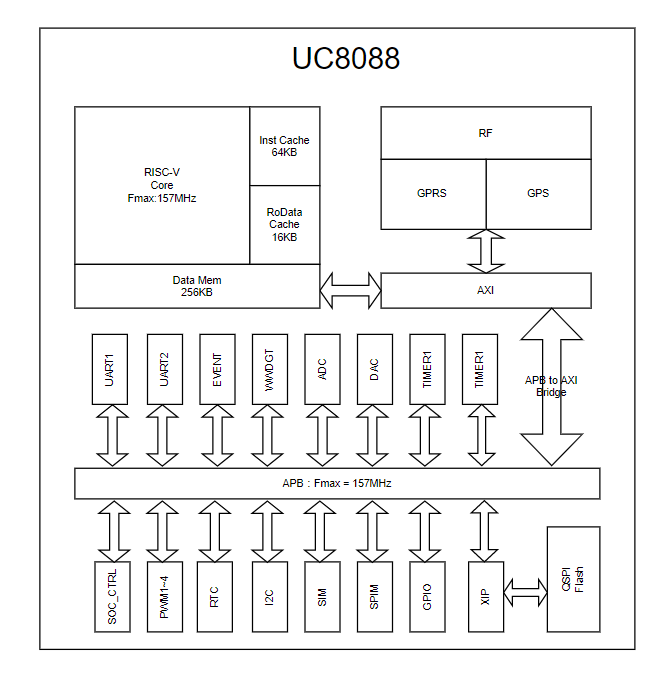 UC8088
RISC-V
Core
Fmax:157MHz
Inst Cache
64KB
RoData
Cache
16KB
Data Mem
256KB
RF
GPRS
GPS
AXI
UART1
UART2
EVENT
WWDGT
ADC
DAC
TIMER1
TIMER1
APB to AXI
Bridge
APB : Fmax = 157MHz
SOC_CTRL
PWM1~4
RTC
I2C
SIM
SPIM
GPIO
XIP
QSPI
Flash